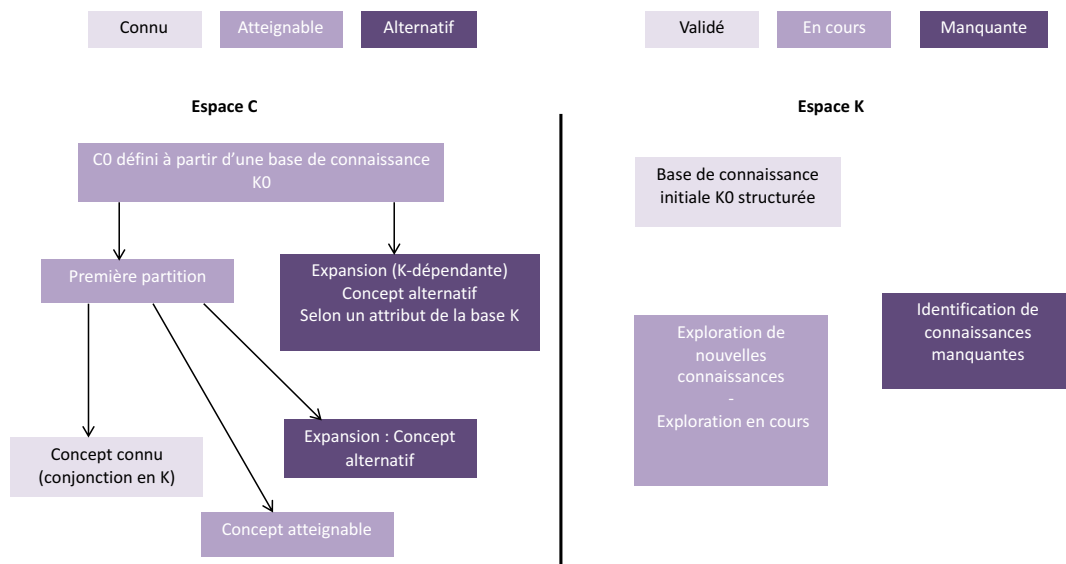 Connu
Atteignable
Alternatif
Validé
En cours
Manquante
Espace C
Espace K
C0 défini à partir d'une base de connaissance
K0
Base de connaissance
initiale K0 structurée
Première partition
Expansion (K-dépendante)
Concept alternatif
Selon un attribut de la base K
Identification de
connaissances
manquantes
Exploration de
nouvelles
connaissances
-
Exploration en cours
Concept connu
(conjonction en K)
Expansion : Concept
alternatif
Concept atteignable